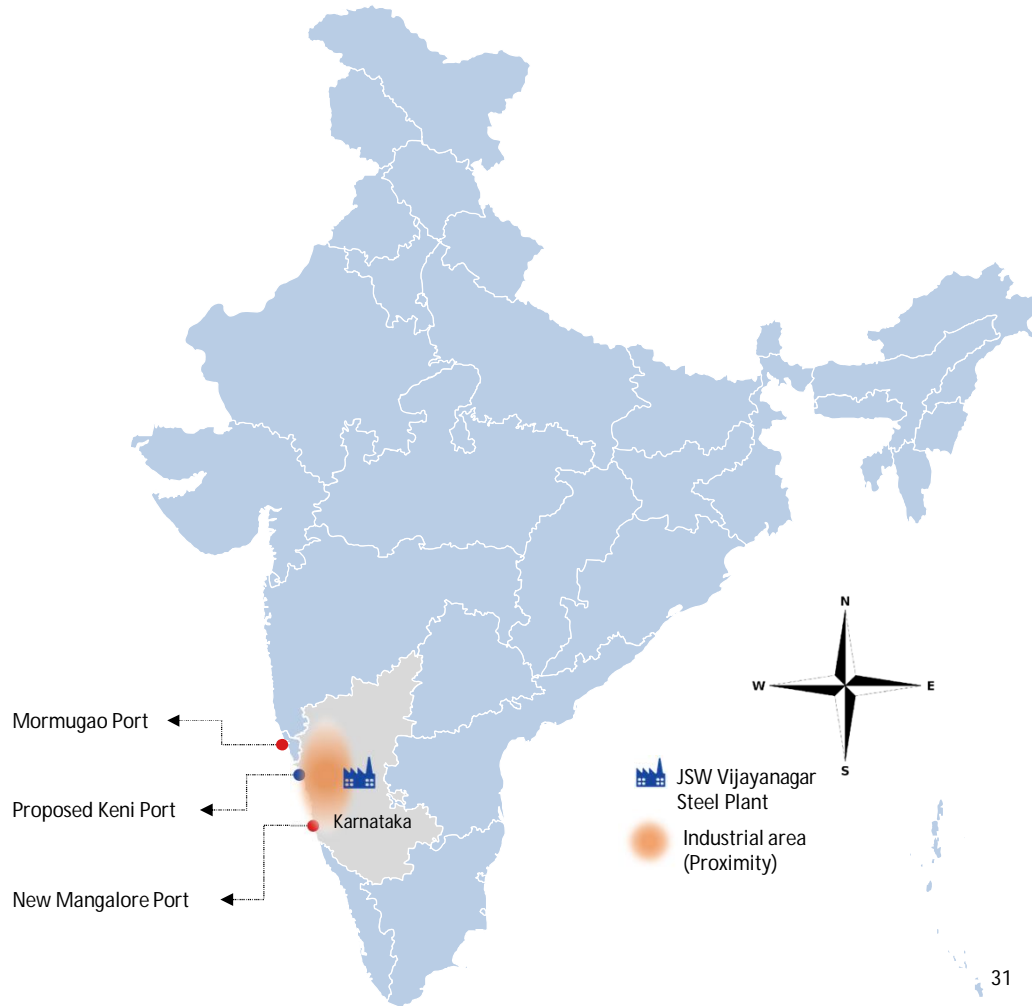 N
W
E
S
Mormugao Port
Proposed Keni Port
New Mangalore Port
Karnataka
JSW Vijayanagar
Steel Plant
Industrial area
(Proximity)
31